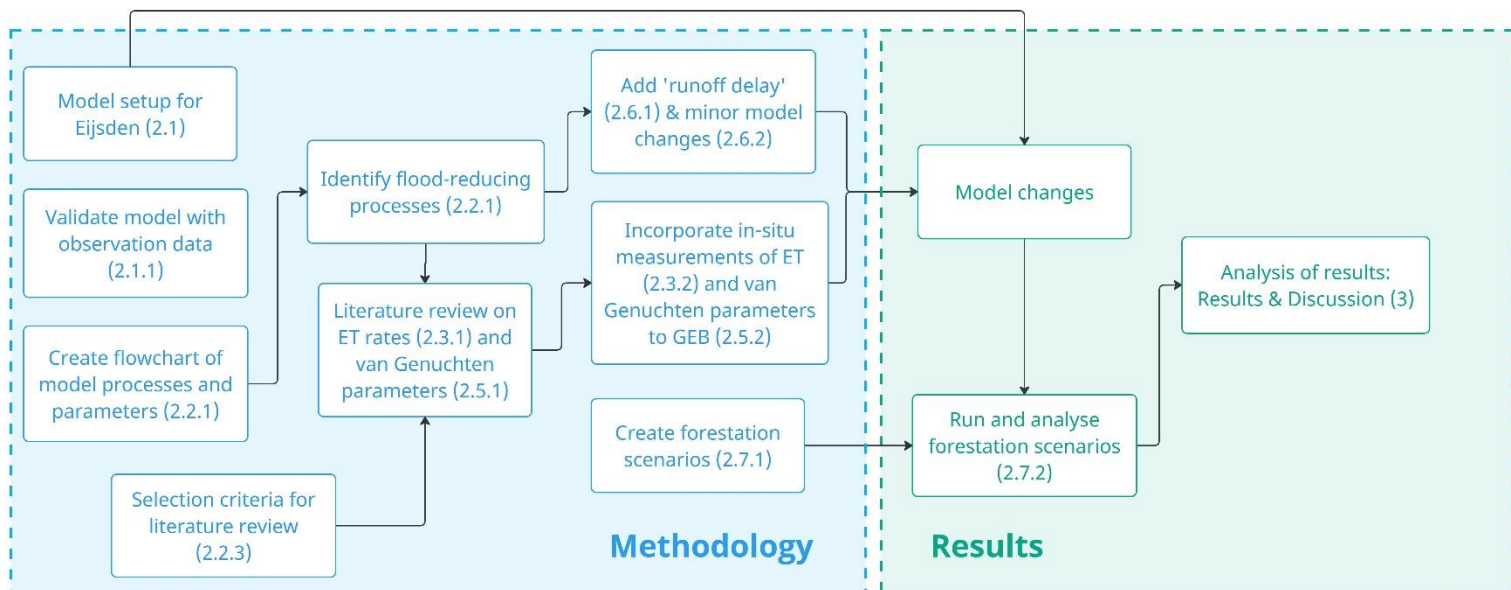 Model setup for
Eijsden (2.1)
Validate model with
observation data
(2.1.1)
Create flowchart of
model processes and
parameters (2.2.1)
Selection criteria for
literature review
(2.2.3)
Identify flood-reducing
processes (2.2.1)
Literature review on
ET rates (2.3.1) and
van Genuchten
parameters (2.5.1)
Add 'runoff delay'
(2.6.1) & minor model
changes (2.6.2)
Incorporate in-situ
measurements of ET
(2.3.2) and van
Genuchten parameters
to GEB (2.5.2)
Create forestation
scenarios (2.7.1)
Methodology
Model changes
Run and analyse
forestation scenarios
(2.7.2)
Analysis of results:
Results & Discussion (3)
Results